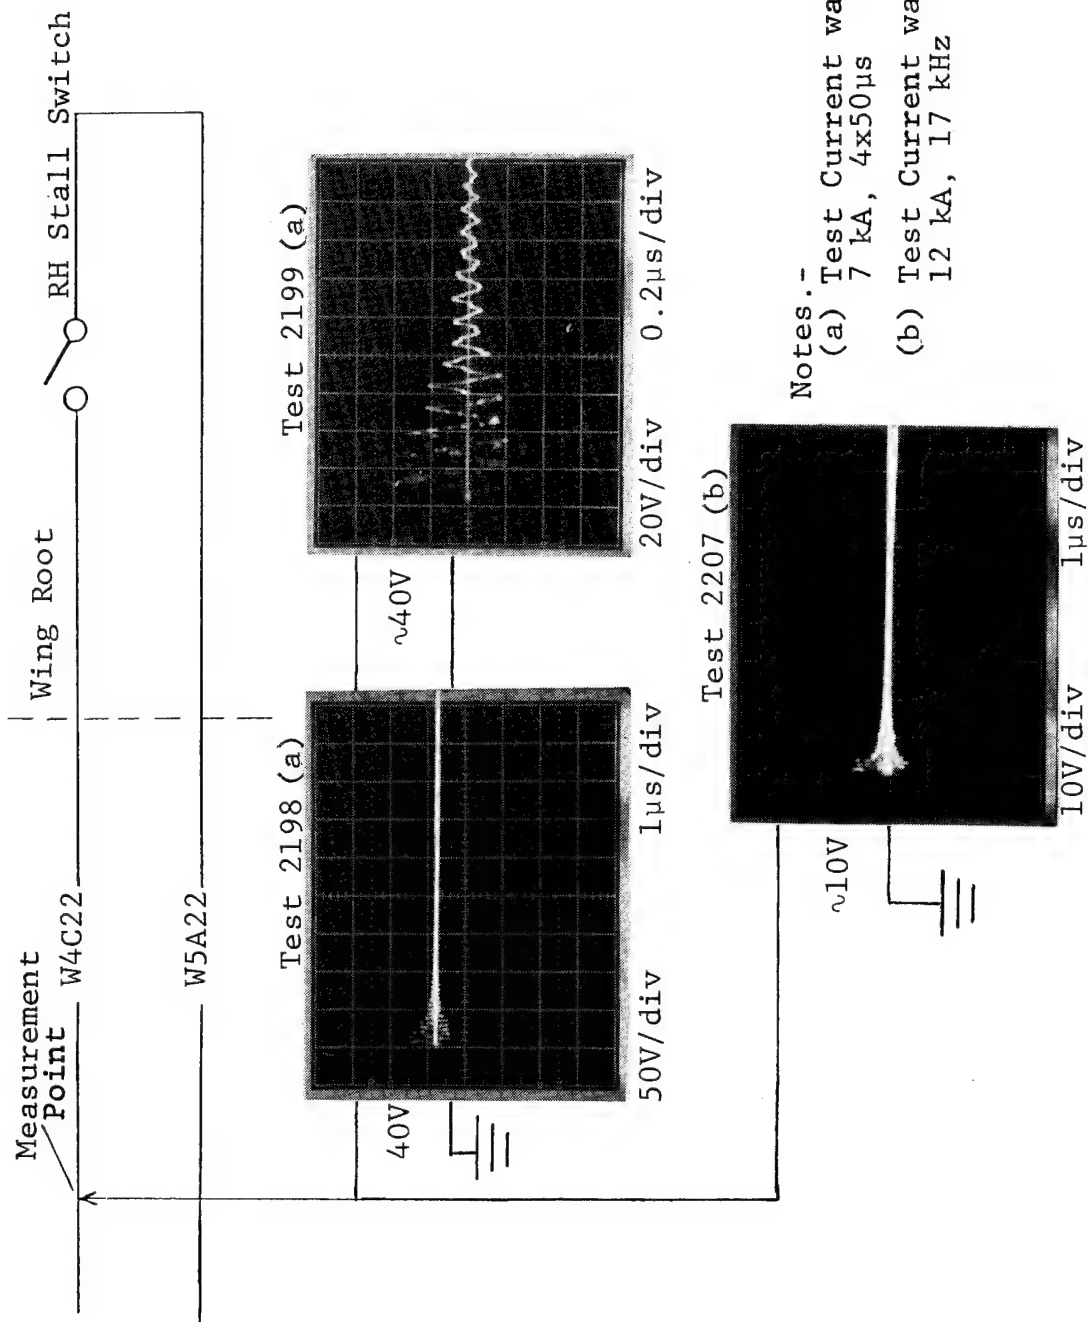 Measurement
Point
W4C22
W5A22
Wing Root
RH Stall Switch
Test 2198 (a)
40V
50V/div
1µs/div
Test 2199 (a)
∿40V
20V/div
0.2µs/div
Test 2207 (b)
∿10V
10V/div
1µs/div
Notes.-
(a) Test Current wa
7 kA, 4x50µs
(b) Test Current wa
12 kA, 17 kHz